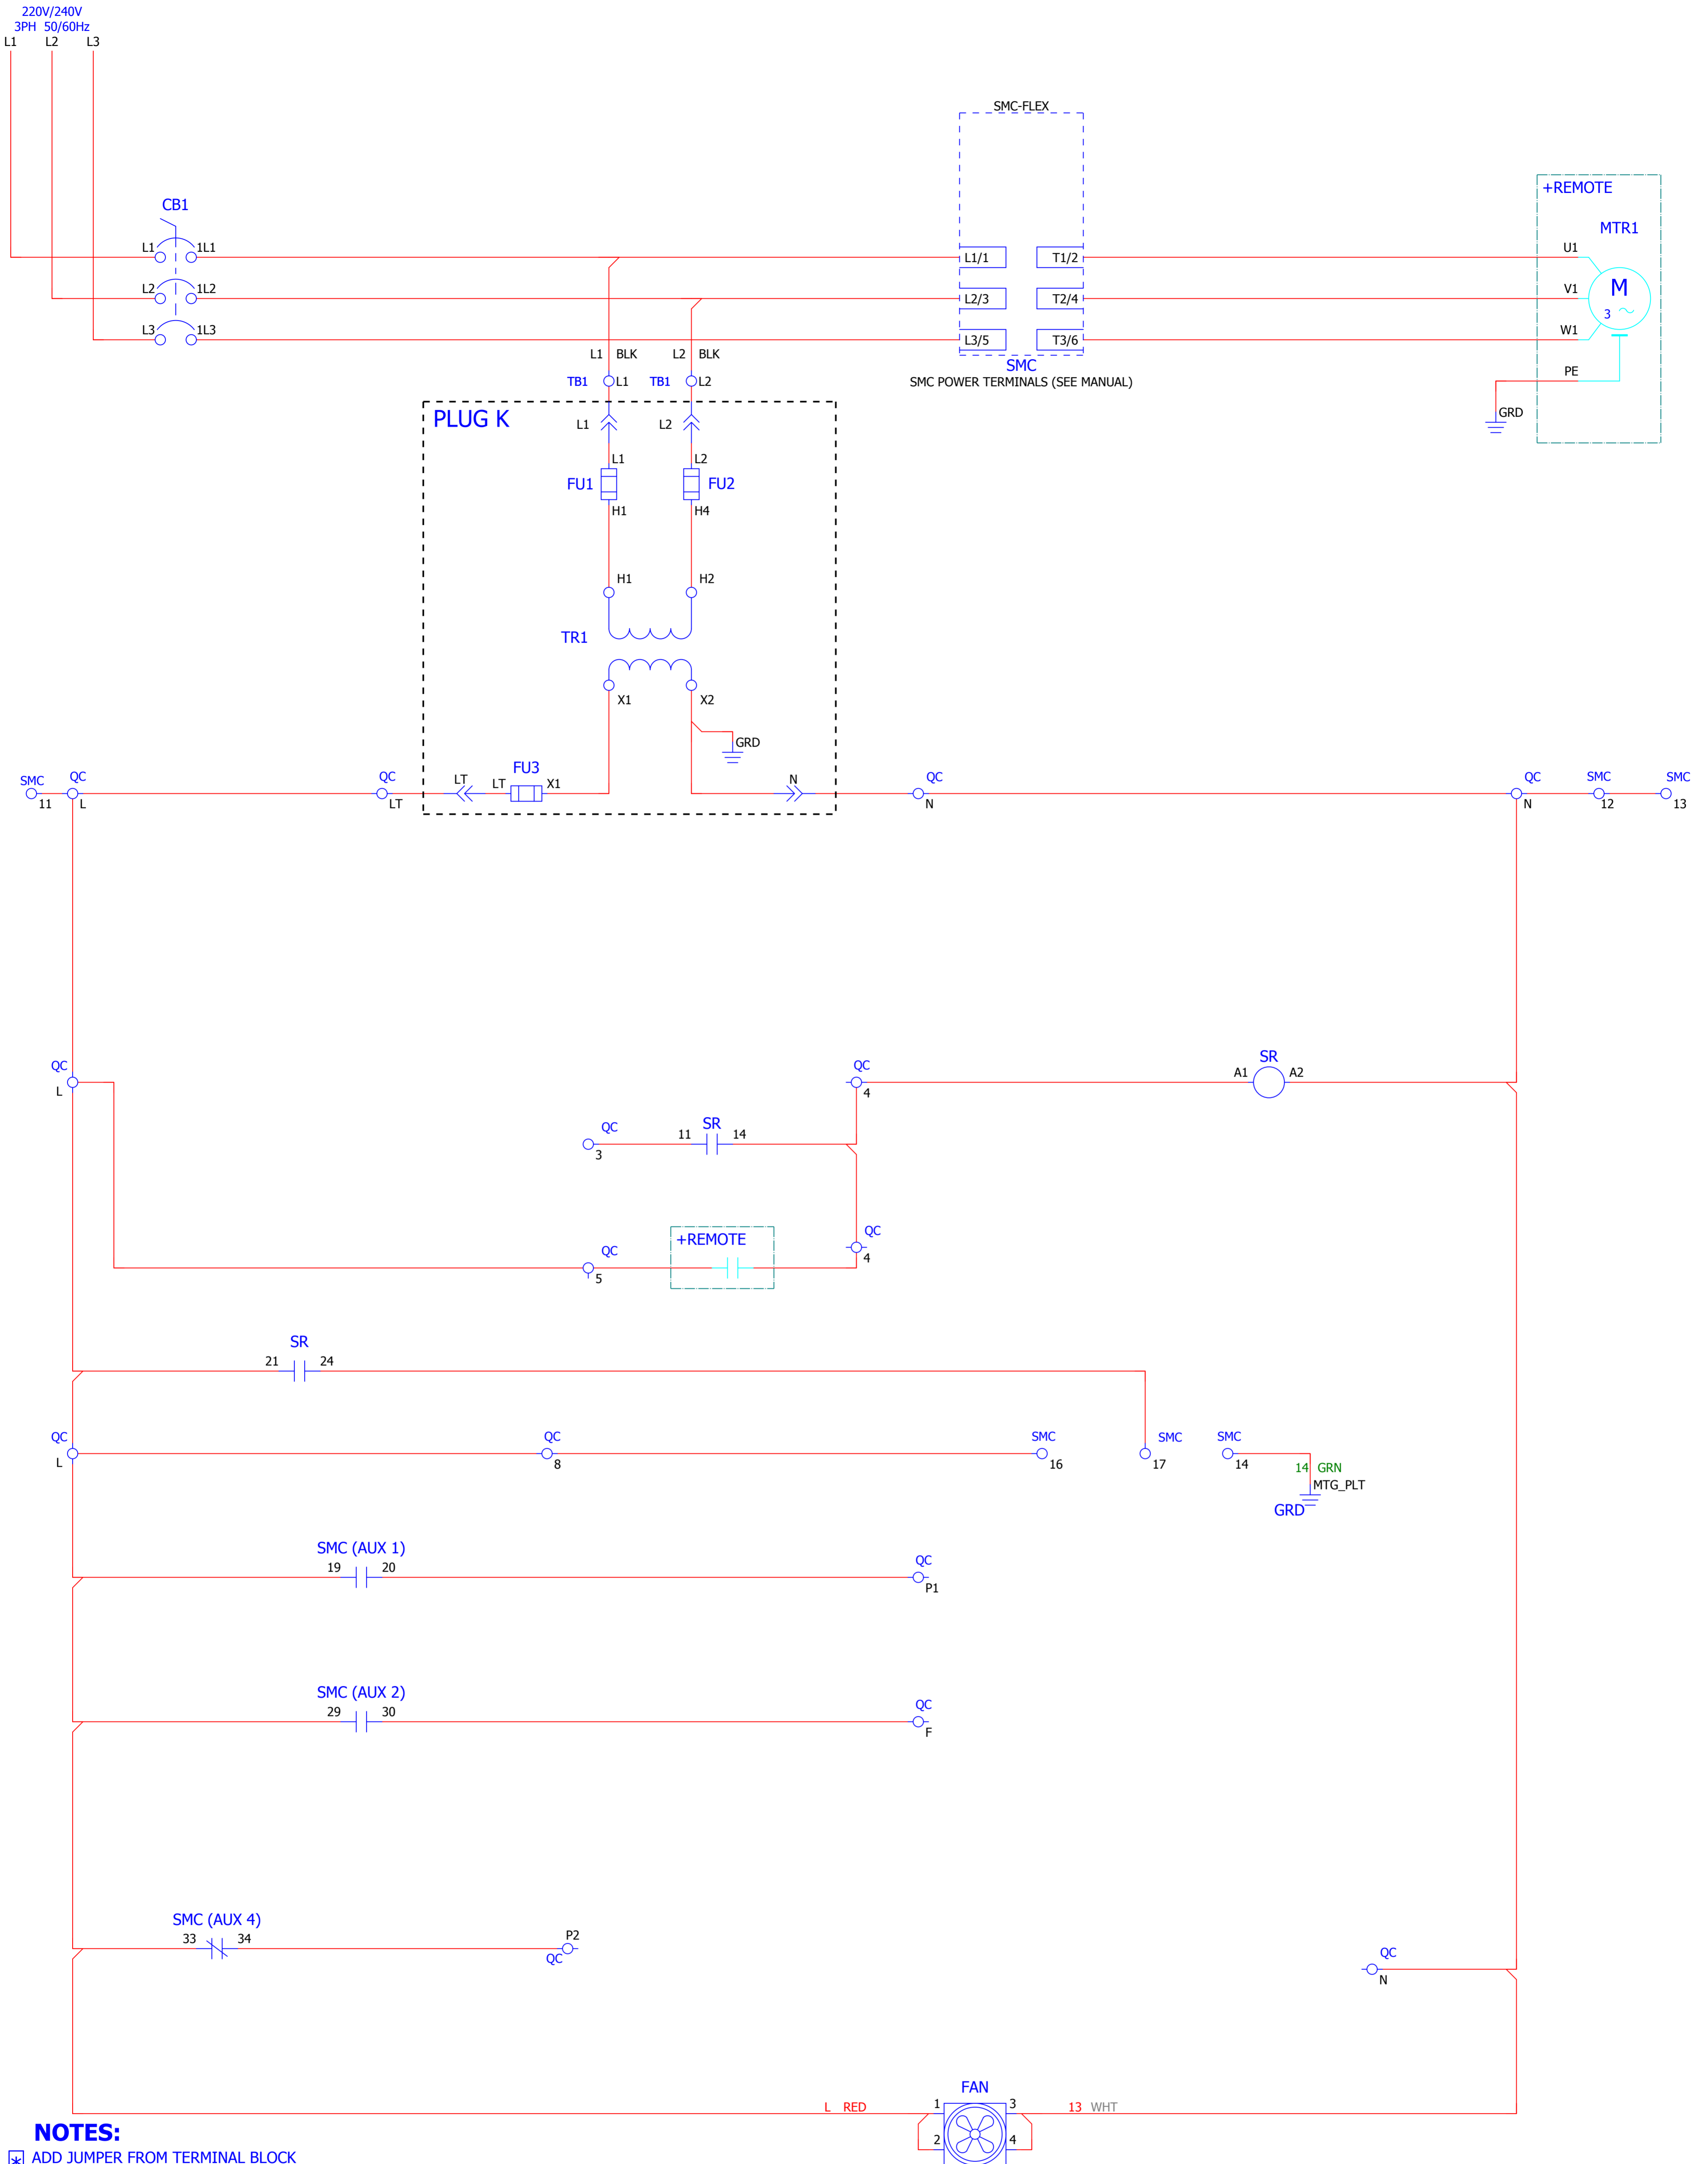 220V/240V
3PH 50/60Hz
L1 L2 L3
SMC-FLEX
+REMOTE
CB1
MTR1
L1 1L1 L1/1 T1/2 U1
L2 1L2 L2/3 T2/4 V1 M
3
L3 1L3 L3/5 T3/6 W1
L1 BLK L2 BLK
SMC
SMC POWER TERMINALS (SEE MANUAL)
PE
TB1 L1 TB1 L2
GRD
PLUG K
L1 L2
L1 L2
FU1 FU2
H1 H4
H1 H2
TR1
X1 X2
GRD
FU3
SMC QC QC LT LT X1 N QC QC SMC SMC
11 L LT N N 12 13
QC QC SR
L 4 A1 A2
QC SR
3 11 14
QC +REMOTE QC
5 4
SR
21 24
QC QC SMC SMC SMC
L 8 16 17 14
14 GRN
MTG_PLT
GRD
SMC (AUX 1)
19 20 QC
P1
SMC (AUX 2)
29 30 QC
F
SMC (AUX 4)
33 34 P2
QC
QC
N
FAN
L RED 1 3 13 WHT
2 4
NOTES:
* ADD JUMPER FROM TERMINAL BLOCK